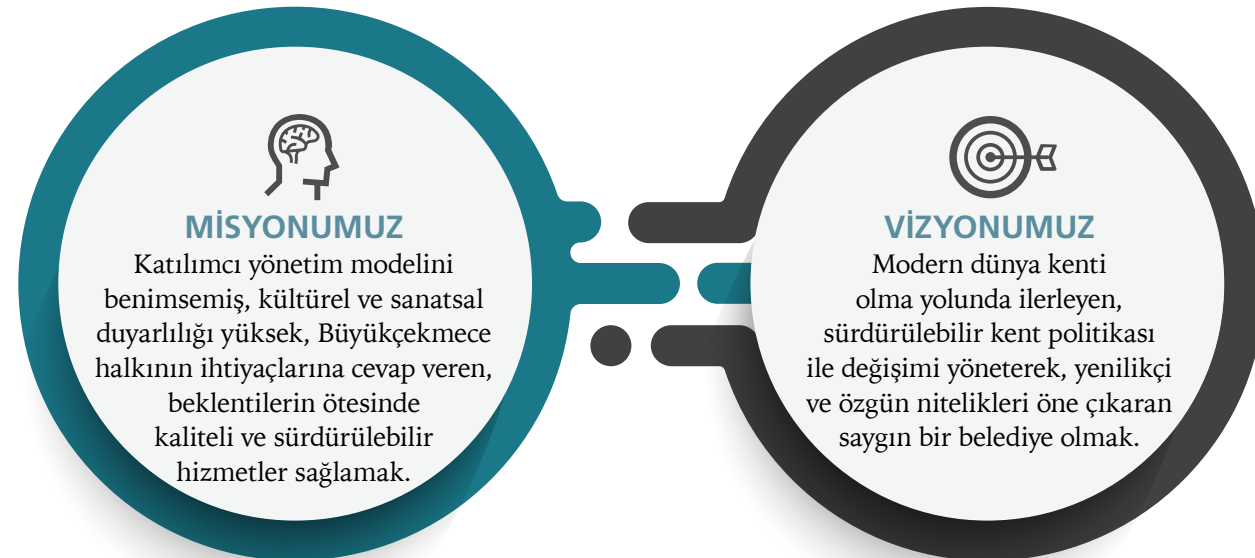 MİSYONUMUZ
Katılımcı yönetim modelini
benimsemiş, kültürel ve sanatsal
duyarlılığı yüksek, Büyükçekmece
halkının ihtiyaçlarına cevap veren,
beklentilerin ötesinde
kaliteli ve sürdürülebilir
hizmetler sağlamak.
VİZYONUMUZ
Modern dünya kenti
olma yolunda ilerleyen,
sürdürülebilir kent politikası
ile değişimi yöneterek, yenilikçi
ve özgün nitelikleri öne çıkaran
saygın bir belediye olmak.